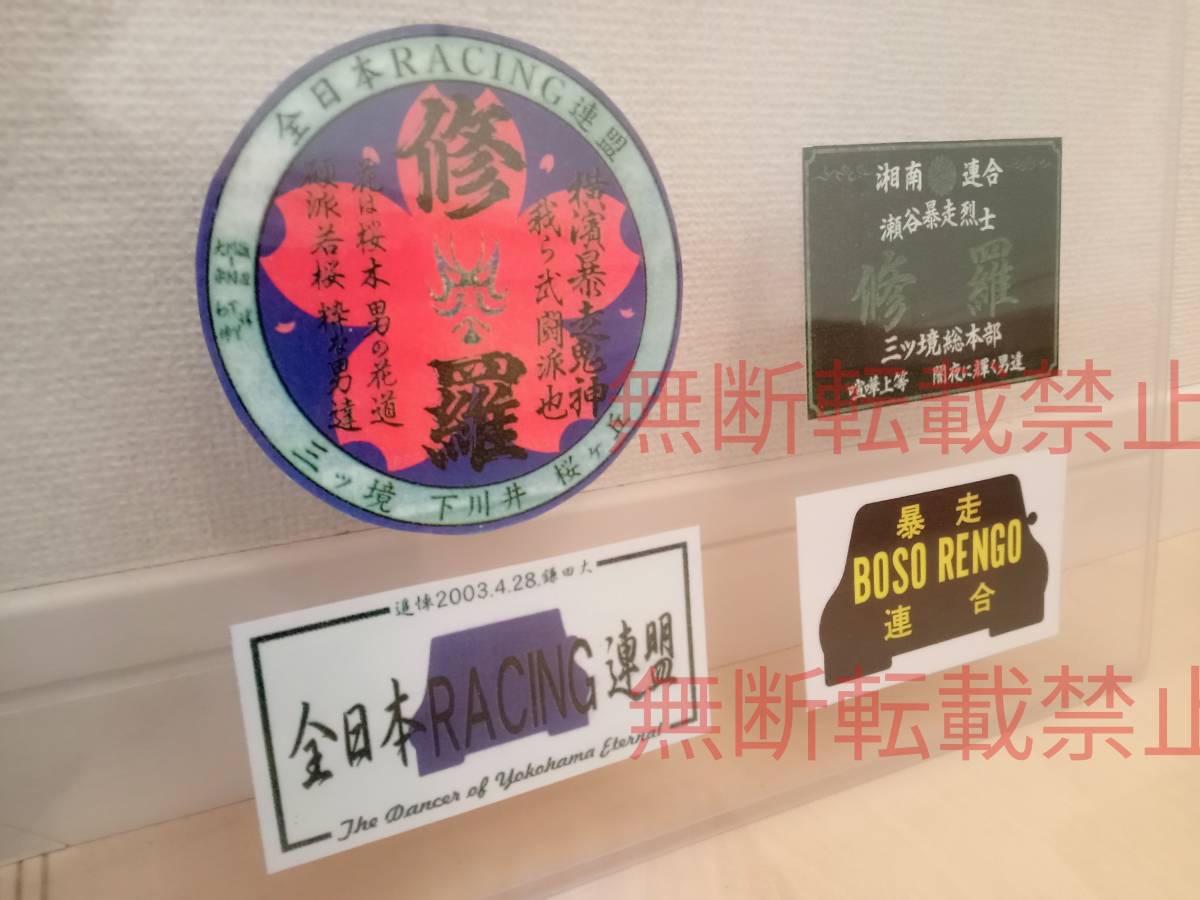 全日本RACING連盟
修羅
横濱暴走鬼神
我ら武闘派也
花は桜木 男の花道
硬派若桜 粋な男達
三ッ境 下川井 桜ヶ丘
湘南 連合
瀬谷暴走烈士
修羅
三ツ境総本部
喧嘩上等 闇夜に輝く男達
追悼2003.4.28.鎌田大
全日本RACING連盟
The Dancer of Yokohama Eternal
暴走
BOSO RENGO
連合
無断転載禁止
無断転載禁止